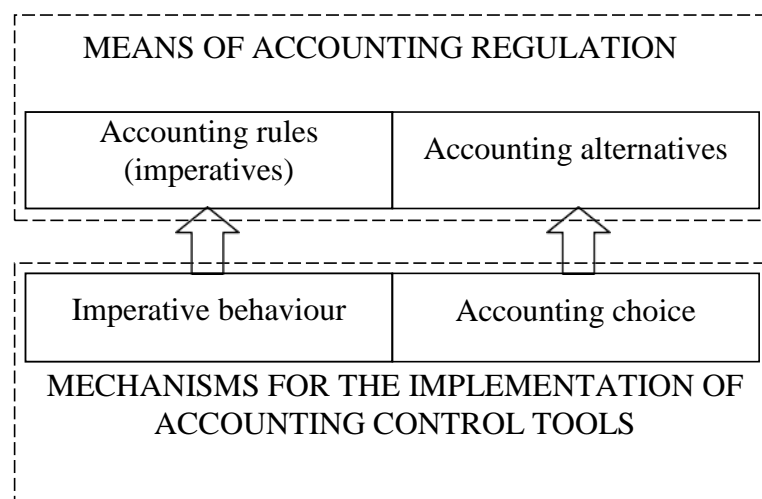 MEANS OF ACCOUNTING REGULATION
Accounting rules
(imperatives)
Accounting alternatives
Imperative behaviour
Accounting choice
MECHANISMS FOR THE IMPLEMENTATION OF
ACCOUNTING CONTROL TOOLS